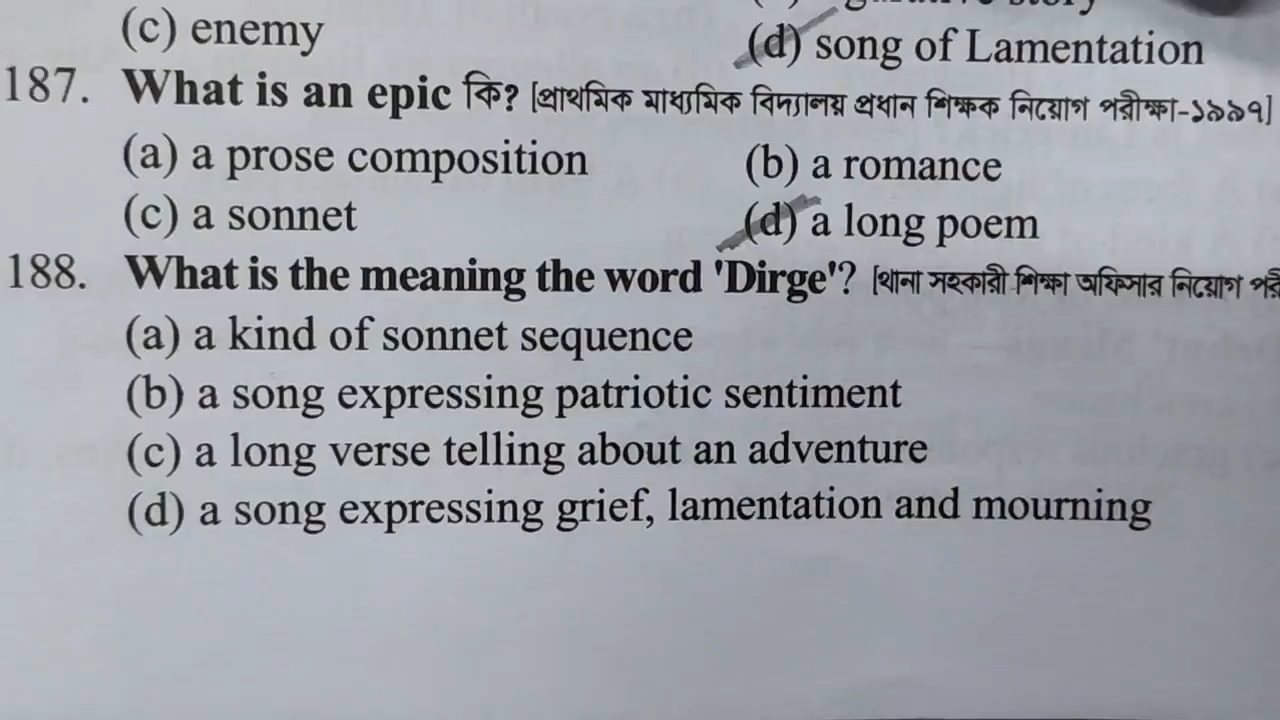 (c) enemy (d) song of Lamentation
187. What is an epic কি? [প্রাথমিক মাধ্যমিক বিদ্যালয় প্রধান শিক্ষক নিয়োগ পরীক্ষা-১৯৯৭]
(a) a prose composition (b) a romance
(c) a sonnet (d) a long poem
188. What is the meaning the word 'Dirge'? [থানা সহকারী শিক্ষা অফিসার নিয়োগ
(a) a kind of sonnet sequence
(b) a song expressing patriotic sentiment
(c) a long verse telling about an adventure
(d) a song expressing grief, lamentation and mourning